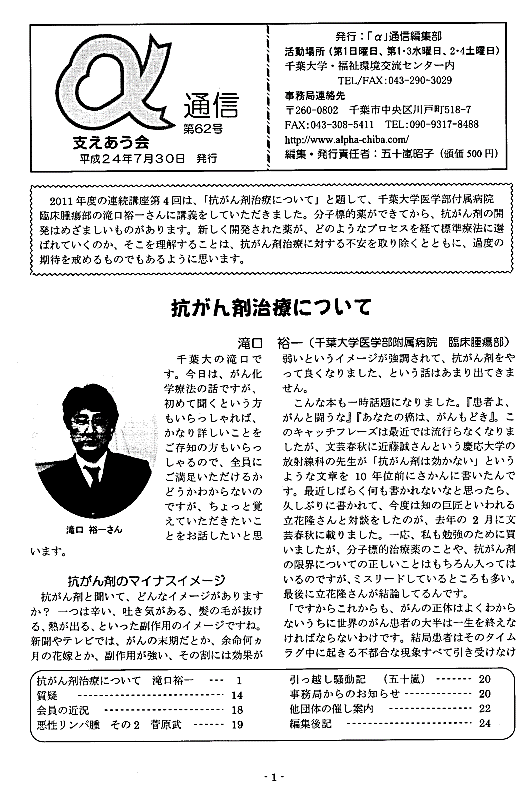 α
通信
第62号
支えあう会
平成24年7月30日　発行
発行：「α」通信編集部
活動場所（第1日曜日、第1・3水曜日、2・4土曜日）
千葉大学・福祉環境交流センター内
TEL/FAX:043-290-3029
事務局連絡先
〒260-0802　千葉市中央区川戸町518-7
FAX:043-308-5411　TEL:090-9317-8488
http://www.alpha-chiba.com/
編集・発行責任者：五十嵐昭子（頒価500円）
2011年度の連続講座第4回は、「抗がん剤治療について」と題して、千葉大学医学部付属病院
臨床腫瘍部の滝口裕一さんに講義をしていただきました。分子標的薬ができてから、抗がん剤の開
発はめざましいものがあります。新しく開発された薬が、どのようなプロセスを経て標準療法に選
ばれていくのか、そこを理解することは、抗がん剤治療に対する不安を取り除くとともに、過度の
期待を戒めるものでもあるように思います。
抗がん剤治療について
滝口　裕一（千葉大学医学部附属病院　臨床腫瘍部）
千葉大の滝口で
す。今日は、がん化
学療法の話ですが、
初めて聞くという方
もいらっしゃれば、
かなり詳しいことを
ご存知の方もいらっ
しゃるので、全員に
ご満足いただけるか
どうかわからないの
ですが、ちょっと覚
えていただきたいこ
とをお話したいと思
います。
滝口 裕一さん
抗がん剤のマイナスイメージ
抗がん剤と聞いて、どんなイメージがあります
か？　一つは辛い、吐き気がある、髪の毛が抜け
る、熱が出る、といった副作用のイメージですね。
新聞やテレビでは、がんの末期だとか、余命何ヵ
月の花嫁とか、副作用が強い、その割には効果が
弱いというイメージが強調されて、抗がん剤をや
って良くなりました、という話はあまり出てきま
せん。
こんな本も一時話題になりました。『患者よ、
がんと闘うな』『あなたの癌は、がんもどき』。こ
のキャッチフレーズは最近では流行らなくなりま
したが、文芸春秋に近藤誠さんという慶応大学の
放射線科の先生が「抗がん剤は効かない」という
ような文章を10年位前にさかんに書いたんで
す。最近しばらく何も書かれないなと思ったら、
久しぶりに書かれて、今度は知の巨匠といわれる
立花隆さんと対談をしたのが、去年の2月に文
芸春秋に載りました。一応、私も勉強のために買
いましたが、分子標的治療薬のことや、抗がん剤
の限界についての正しいことはもちろん入っては
いるのですが、ミスリードしているところも多い。
最後に立花隆さんが結論してるんです。
「ですからこれからも、がんの正体はよくわから
ないうちに世界のがん患者の大半は一生を終えな
ければならないわけです。結局患者はそのタイム
ラグ中に起きる不都合な現象すべて引き受けなけ
抗がん剤治療について　滝口裕一　---　1
質疑　--------------------　14
会員の近況　----------------　18
悪性リンパ腫　その2　菅原武　------　19
引っ越し騒動記　（五十嵐）　-------　20
事務局からのお知らせ　-----------　20
他団体の催し案内　--------------　22
編集後記　--------------------　24
- 1 -